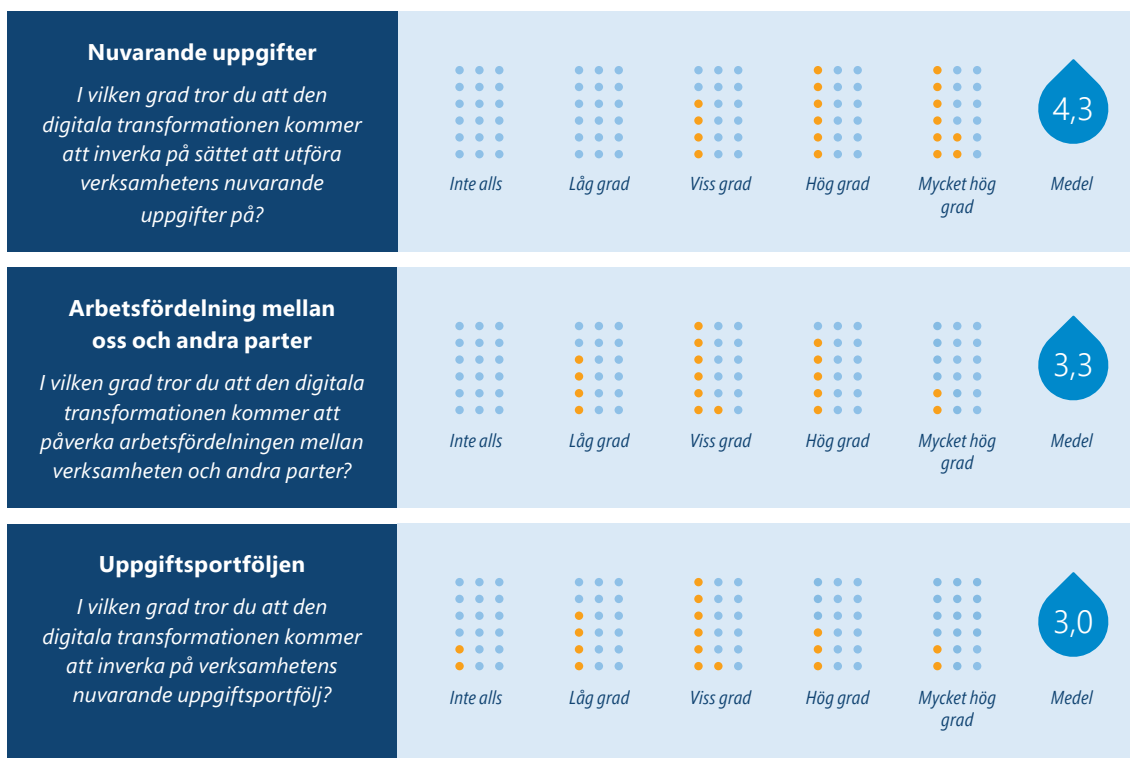 Nuvarande uppgifter
I vilken grad tror du att den
digitala transformationen kommer
att inverka på sättet att utföra
verksamhetens nuvarande
uppgifter på?
Inte alls
Låg grad
Viss grad
Hög grad
Mycket hög
grad
4,3
Medel
Arbetsfördelning mellan
oss och andra parter
I vilken grad tror du att den digitala
transformationen kommer att
påverka arbetsfördelningen mellan
verksamheten och andra parter?
Inte alls
Låg grad
Viss grad
Hög grad
Mycket hög
grad
3,3
Medel
Uppgiftsportföljen
I vilken grad tror du att den
digitala transformationen kommer
att inverka på verksamhetens
nuvarande uppgiftsportfölj?
Inte alls
Låg grad
Viss grad
Hög grad
Mycket hög
grad
3,0
Medel